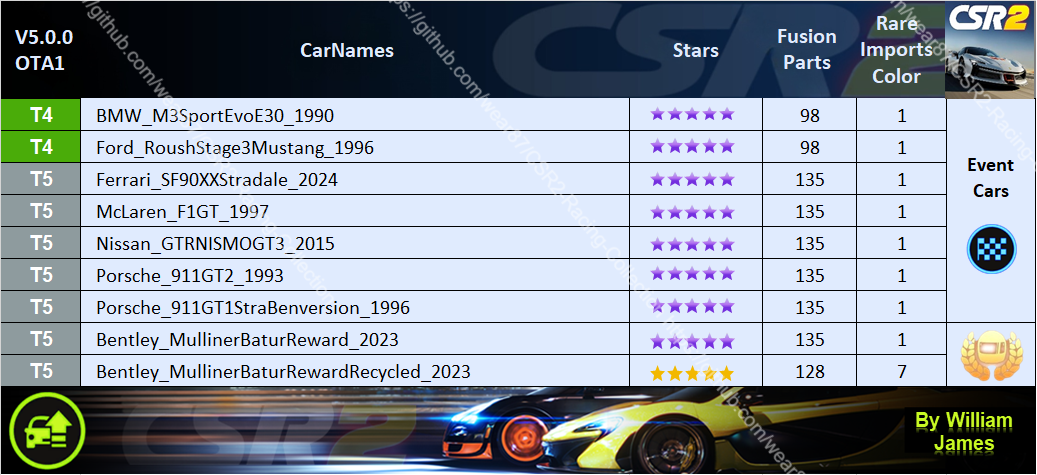 V5.0.0
OTA1
CarNames
Stars
Fusion
Parts
Rare
Imports
Color
CSR2
T4 BMW_M3SportEvoE30_1990 98 1
T4 Ford_RoushStage3Mustang_1996 98 1
T5 Ferrari_SF90XXStradale_2024 135 1
T5 McLaren_F1GT_1997 135 1
T5 Nissan_GTRNISMOGT3_2015 135 1
T5 Porsche_911GT2_1993 135 1
T5 Porsche_911GT1StraBenversion_1996 135 1
T5 Bentley_MullinerBaturReward_2023 135 1
T5 Bentley_MullinerBaturRewardRecycled_2023 128 7
Event
Cars
CSR2
By William
James